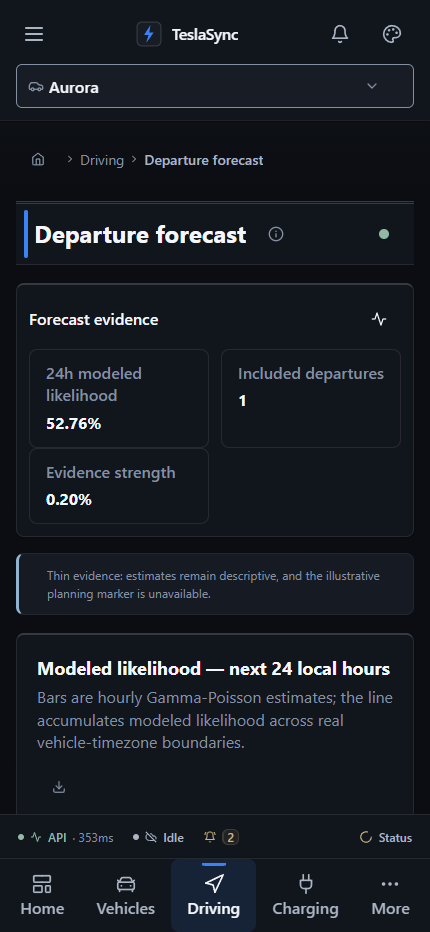 TeslaSync
Aurora
Driving
Departure forecast
Departure forecast
Forecast evidence
24h modeled
likelihood
52.76%
Included departures
1
Evidence strength
0.20%
Thin evidence: estimates remain descriptive, and the illustrative
planning marker is unavailable.
Modeled likelihood — next 24 local hours
Bars are hourly Gamma-Poisson estimates; the line
accumulates modeled likelihood across real
vehicle-timezone boundaries.
API · 353ms
Idle
2
Status
Home
Vehicles
Driving
Charging
More